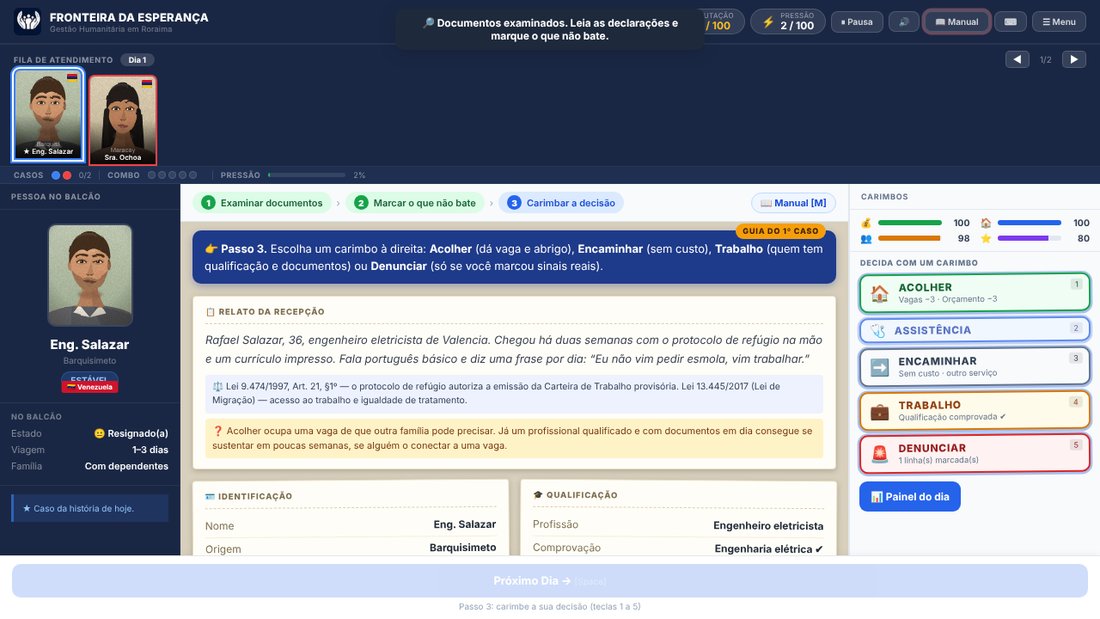 FRONTEIRA DA ESPERANÇA
Gestão Humanitária em Roraima
🔎 Documentos examinados. Leia as declarações e
marque o que não bate.
/ 100
⚡ PRESSÃO
2 / 100
Pausa
🔊
📖 Manual
⌨
☰ Menu
FILA DE ATENDIMENTO Dia 1
◀ 1/2 ▶
★ Eng. Salazar
Maracay
Sra. Ochoa
CASOS 0/2 COMBO PRESSÃO 2%
PESSOA NO BALCÃO
Eng. Salazar
Barquisimeto
ESTÁVEL
Venezuela
NO BALCÃO
Estado 😐 Resignado(a)
Viagem 1–3 dias
Família Com dependentes
★ Caso da história de hoje.
1 Examinar documentos › 2 Marcar o que não bate › 3 Carimbar a decisão
📖 Manual [M]
GUIA DO 1º CASO
👉 Passo 3. Escolha um carimbo à direita: Acolher (dá vaga e abrigo), Encaminhar (sem custo), Trabalho (quem tem
qualificação e documentos) ou Denunciar (só se você marcou sinais reais).
📋 RELATO DA RECEPÇÃO
Rafael Salazar, 36, engenheiro eletricista de Valencia. Chegou há duas semanas com o protocolo de refúgio na mão
e um currículo impresso. Fala português básico e diz uma frase por dia: “Eu não vim pedir esmola, vim trabalhar.”
⚖️ Lei 9.474/1997, Art. 21, §1º — o protocolo de refúgio autoriza a emissão da Carteira de Trabalho provisória. Lei 13.445/2017 (Lei de
Migração) — acesso ao trabalho e igualdade de tratamento.
❓ Acolher ocupa uma vaga de que outra família pode precisar. Já um profissional qualificado e com documentos em dia consegue se
sustentar em poucas semanas, se alguém o conectar a uma vaga.
🪪 IDENTIFICAÇÃO
Nome Eng. Salazar
Origem Barquisimeto
🎓 QUALIFICAÇÃO
Profissão Engenheiro eletricista
Comprovação Engenharia elétrica ✔
CARIMBOS
💰 100 🏠 100
👥 98 ⭐ 80
DECIDA COM UM CARIMBO
🏠 ACOLHER 1
Vagas −3 · Orçamento −3
🩺 ASSISTÊNCIA 2
➡️ ENCAMINHAR 3
Sem custo · outro serviço
💼 TRABALHO 4
Qualificação comprovada ✔
🚨 DENUNCIAR 5
1 linha(s) marcada(s)
📊 Painel do dia
Próximo Dia → [Space]
Passo 3: carimbe a sua decisão (teclas 1 a 5)